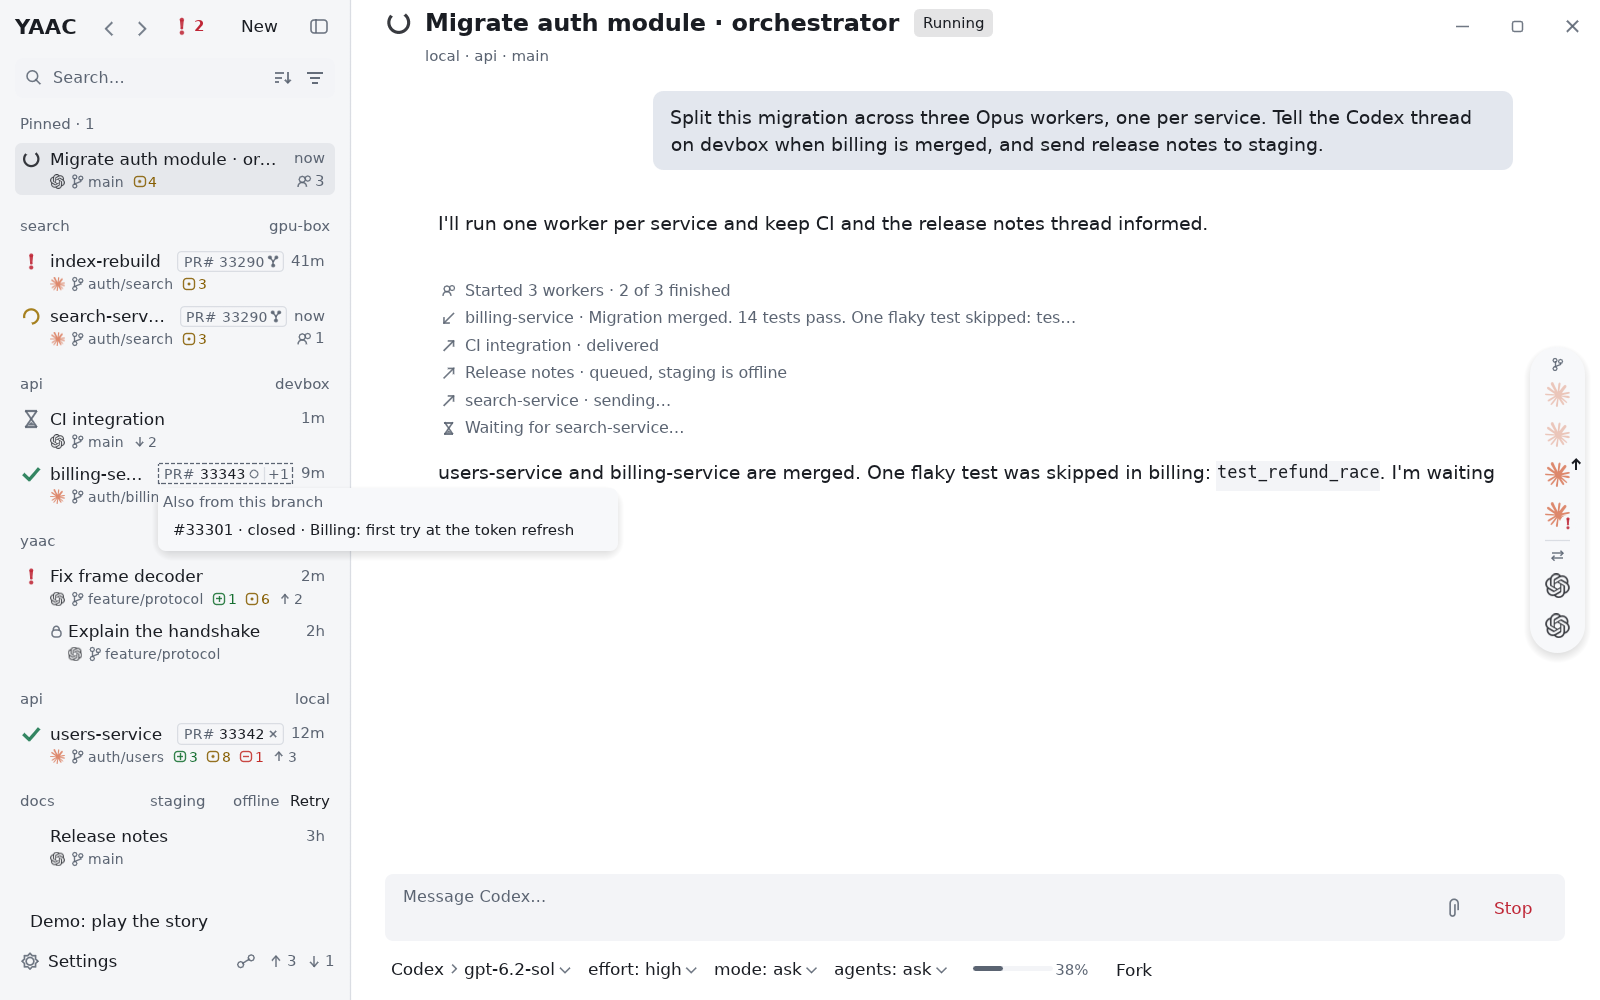 YAAC
2
New
Search...
Pinned · 1
Migrate auth module · or... now
main 4 3
search gpu-box
index-rebuild PR# 33290 41m
auth/search 3
search-serv... PR# 33290 now
auth/search 3 1
api devbox
CI integration 1m
main 2
billing-se... PR# 33343 +1 9m
auth/billin
Also from this branch
#33301 · closed · Billing: first try at the token refresh
yaac
Fix frame decoder 2m
feature/protocol 1 6 2
Explain the handshake 2h
feature/protocol
api local
users-service PR# 33342 × 12m
auth/users 3 8 1 3
docs staging offline Retry
Release notes 3h
main
Demo: play the story
Settings 3 1
Migrate auth module · orchestrator Running
local · api · main
Split this migration across three Opus workers, one per service. Tell the Codex thread
on devbox when billing is merged, and send release notes to staging.
I'll run one worker per service and keep CI and the release notes thread informed.
Started 3 workers · 2 of 3 finished
billing-service · Migration merged. 14 tests pass. One flaky test skipped: tes...
CI integration · delivered
Release notes · queued, staging is offline
search-service · sending...
Waiting for search-service...
users-service and billing-service are merged. One flaky test was skipped in billing: test_refund_race. I'm waiting
Message Codex...
Stop
Codex gpt-6.2-sol effort: high mode: ask agents: ask 38% Fork